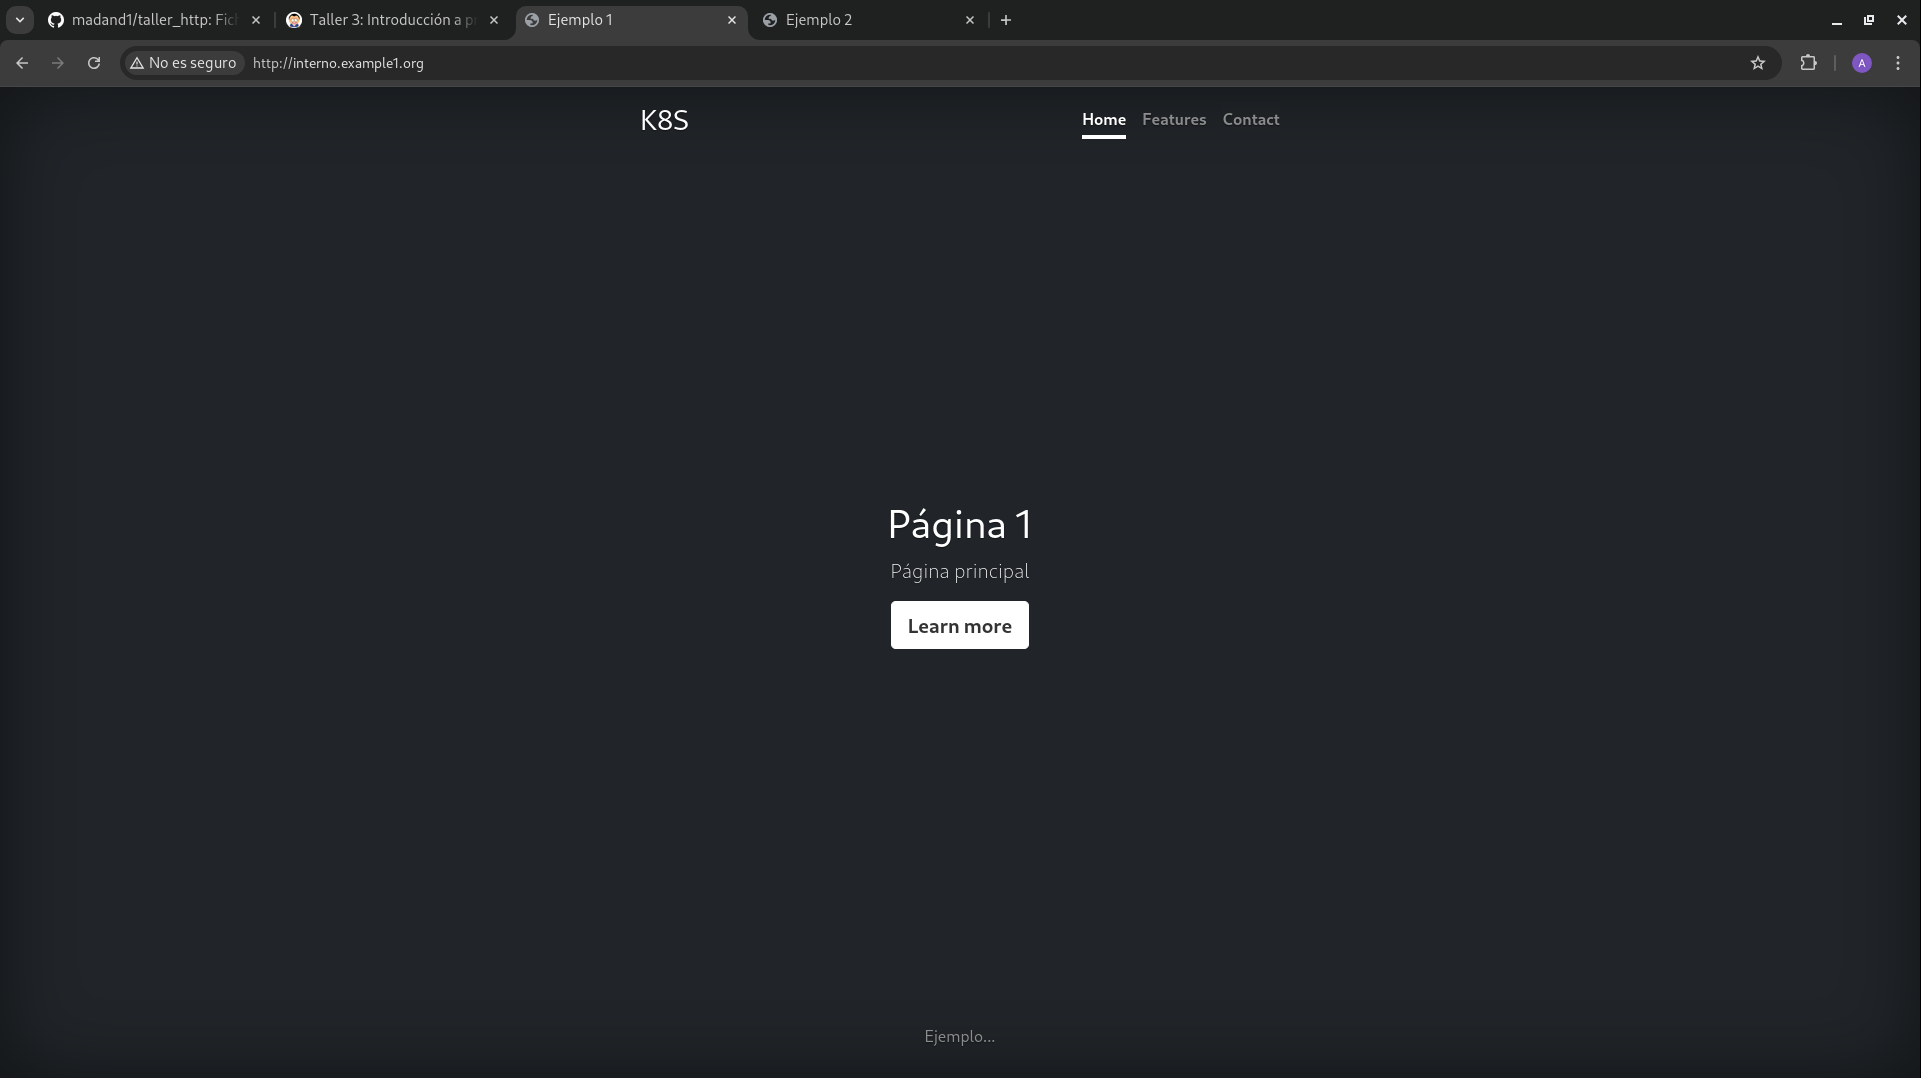 madand1/taller_http: Fich
Taller 3: Introducción a p
Ejemplo 1
Ejemplo 2
No es seguro
http://interno.example1.org
A
K8S
Home
Features
Contact
Página 1
Página principal
Learn more
Ejemplo...